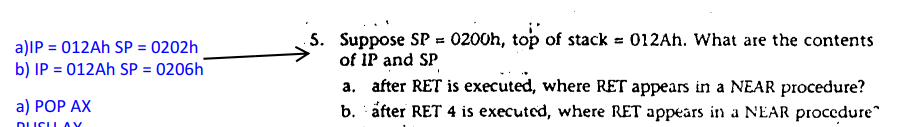 a)IP = 012Ah SP = 0202h
b) IP = 012Ah SP = 0206h
a) POP AX
PUSH AX
5. Suppose SP = 0200h, top of stack = 012Ah. What are the contents
of IP and SP
a. after RET is executed, where RET appears in a NEAR procedure?
b. after RET 4 is executed, where RET appears in a NEAR procedure?